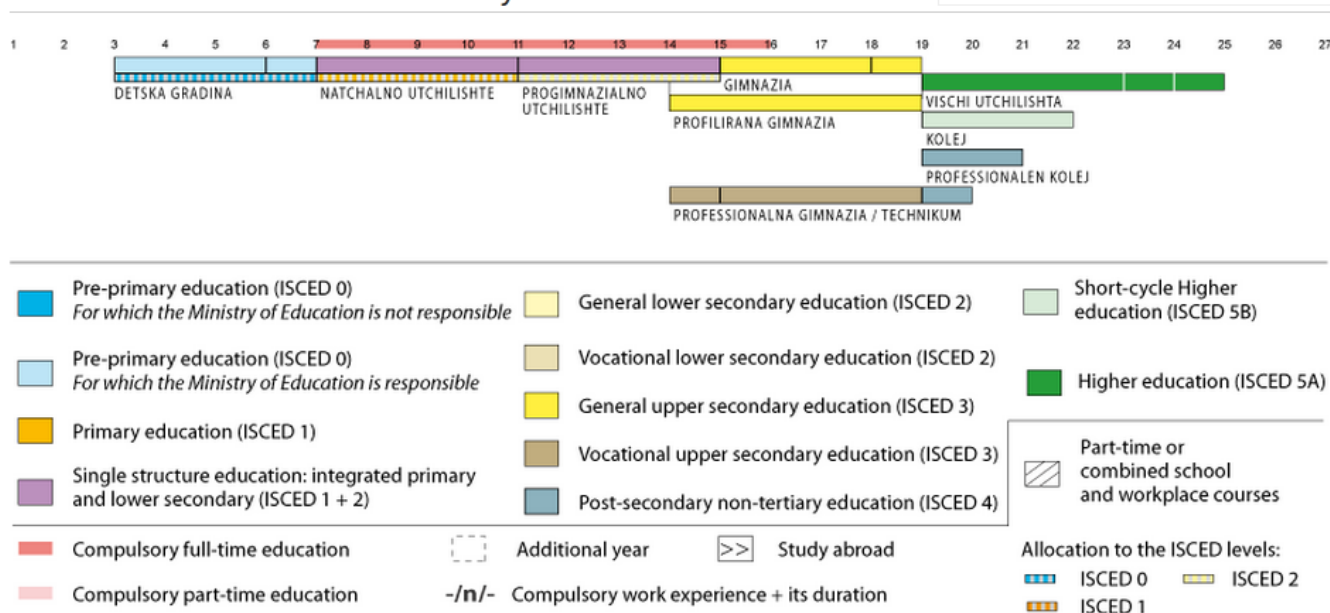 1 2 3 4 5 6 7 8 9 10 11 12 13 14 15 16 17 18 19 20 21 22 23 24 25 26 27
DETSKA GRADINA
NATCHALNO UTCHILISHTE
PROGIMNAZIALNO
UTCHILISHTE
GIMNAZIA
PROFILIRANA GIMNAZIA
VISCHI UTCHILISHTA
KOLEJ
PROFESSIONALEN KOLEJ
PROFESSIONALNA GIMNAZIA / TECHNIKUM
Pre-primary education (ISCED 0)
For which the Ministry of Education is not responsible
Pre-primary education (ISCED 0)
For which the Ministry of Education is responsible
Primary education (ISCED 1)
Single structure education: integrated primary
and lower secondary (ISCED 1 + 2)
General lower secondary education (ISCED 2)
Vocational lower secondary education (ISCED 2)
General upper secondary education (ISCED 3)
Vocational upper secondary education (ISCED 3)
Post-secondary non-tertiary education (ISCED 4)
Short-cycle Higher
education (ISCED 5B)
Higher education (ISCED 5A)
Part-time or
combined school
and workplace courses
Compulsory full-time education
Compulsory part-time education
Additional year
>> Study abroad
-/n/- Compulsory work experience + its duration
Allocation to the ISCED levels:
ISCED 0 ISCED 2
ISCED 1